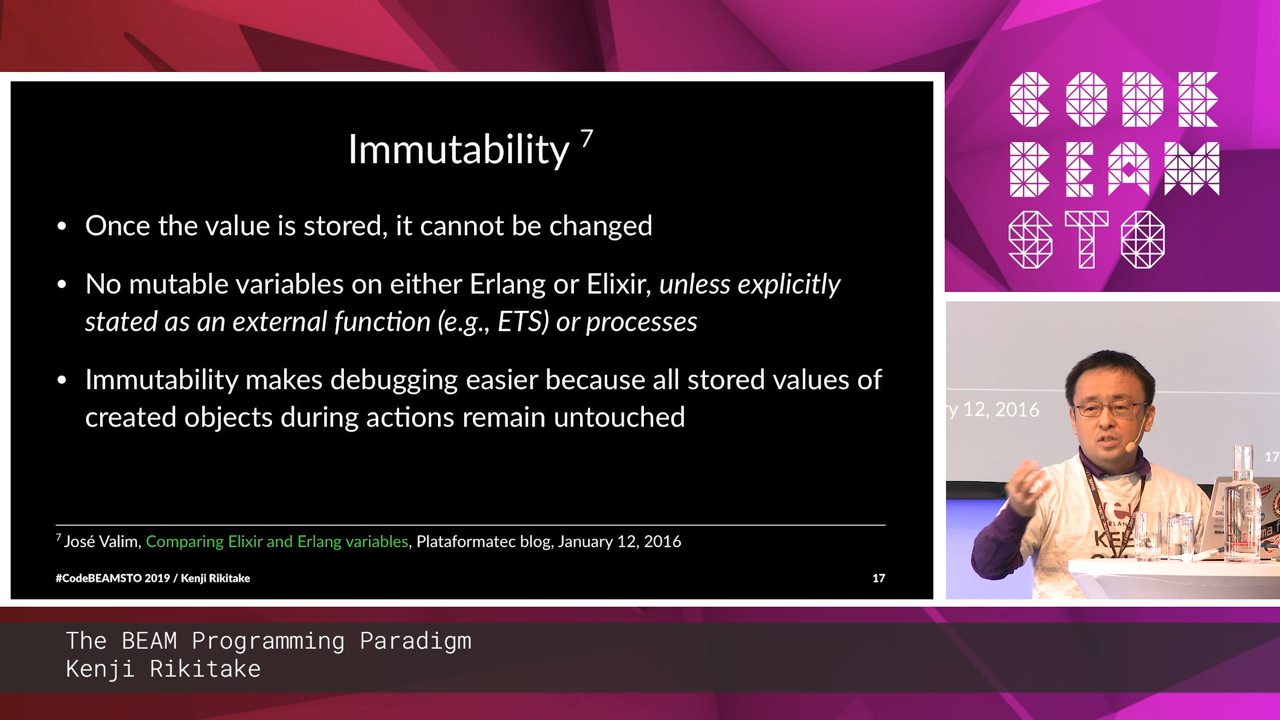 CODE
BEAM
STO
Immutability 7
• Once the value is stored, it cannot be changed
• No mutable variables on either Erlang or Elixir, unless explicitly
stated as an external function (e.g., ETS) or processes
• Immutability makes debugging easier because all stored values of
created objects during actions remain untouched
7 José Valim, Comparing Elixir and Erlang variables, Plataformatec blog, January 12, 2016
#CodeBEAMSTO 2019 / Kenji Rikitake
17
ry 12, 2016
17
The BEAM Programming Paradigm
Kenji Rikitake